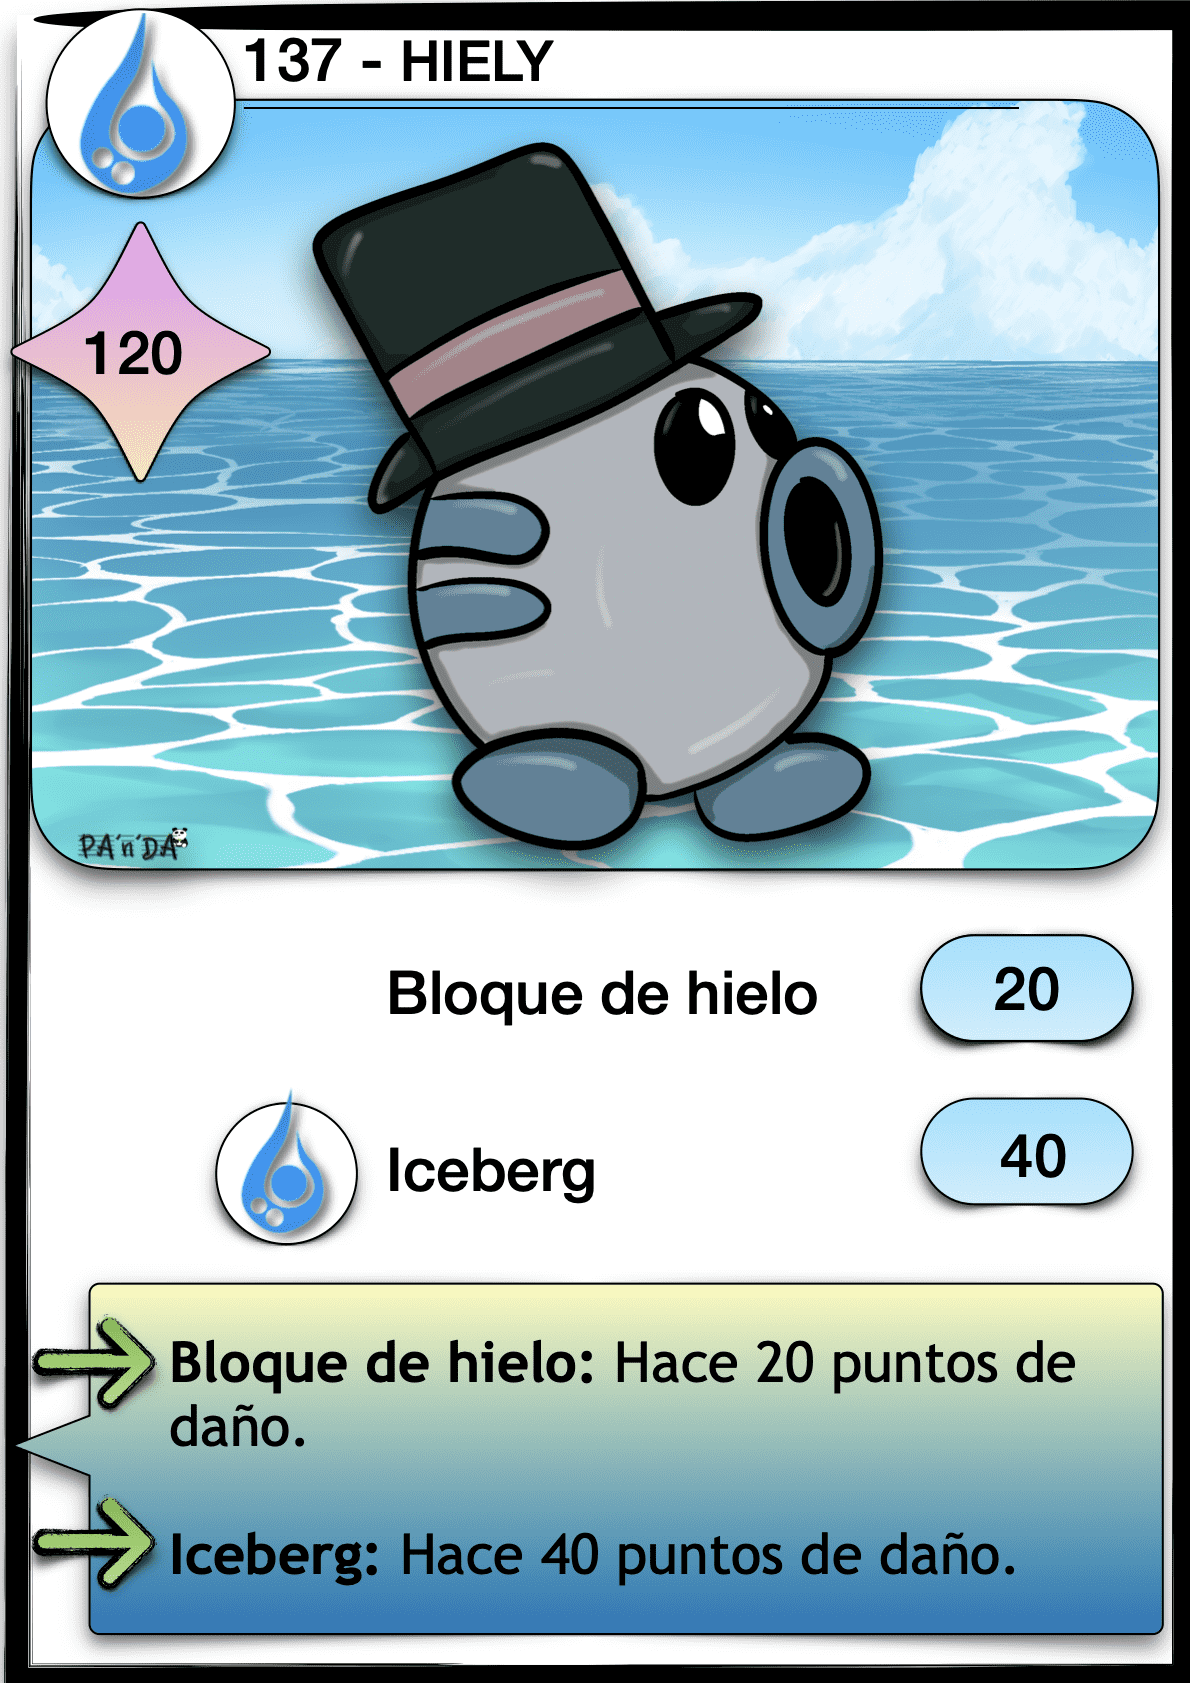 137 - HIELY
120
PA'n'DA
Bloque de hielo 20
Iceberg 40
Bloque de hielo: Hace 20 puntos de
daño.
Iceberg: Hace 40 puntos de daño.